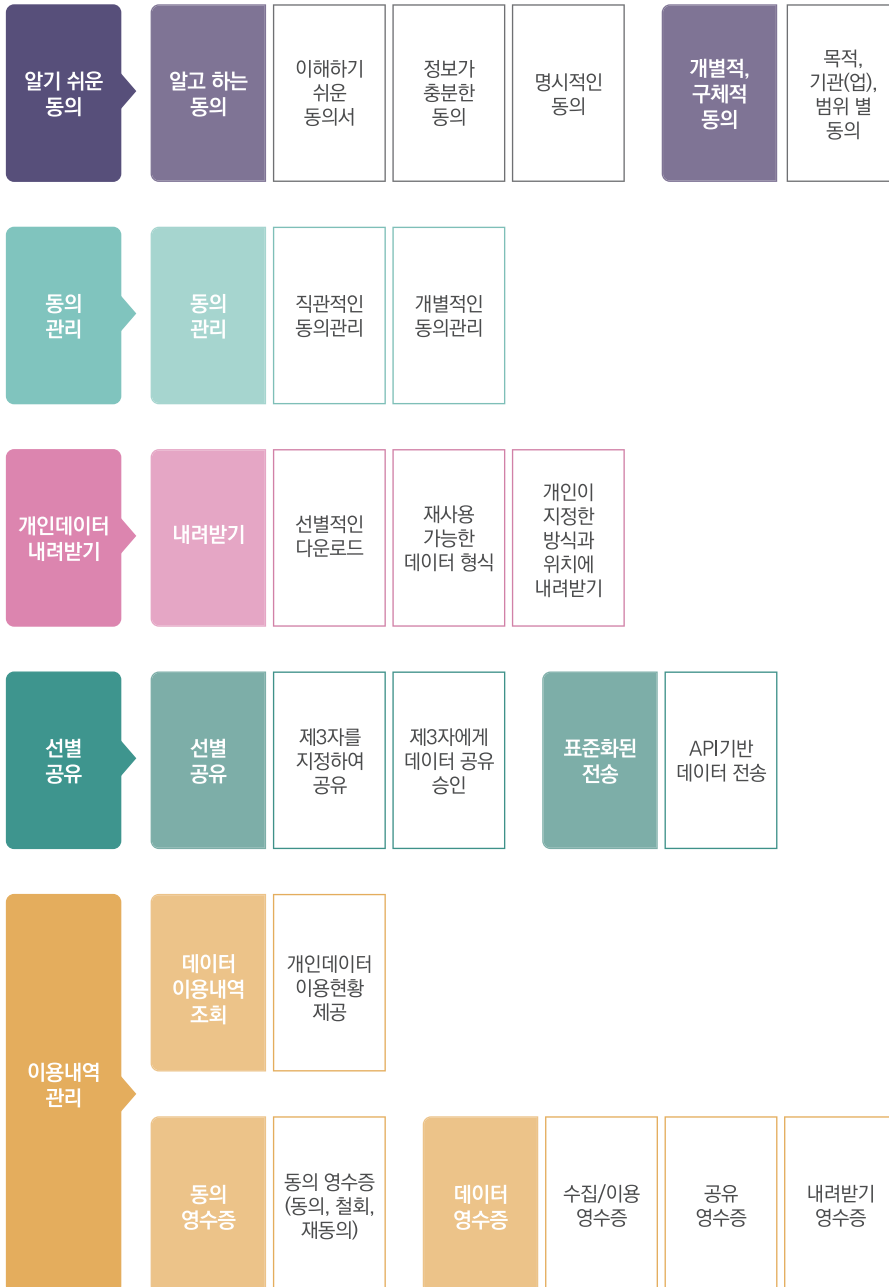 알기 쉬운
동의
알고 하는
동의
이해하기
쉬운
동의서
정보가
충분한
동의
명시적인
동의
개별적,
구체적
동의
목적,
기관(업),
범위 별
동의
동의
관리
동의
관리
직관적인
동의관리
개별적인
동의관리
개인데이터
내려받기
내려받기
선별적인
다운로드
재사용
가능한
데이터 형식
개인이
지정한
방식과
위치에
내려받기
선별
공유
선별
공유
제3자를
지정하여
공유
제3자에게
데이터 공유
승인
표준화된
전송
API기반
데이터 전송
이용내역
관리
데이터
이용내역
조회
개인데이터
이용현황
제공
동의
영수증
동의 영수증
(동의, 철회,
재동의)
데이터
영수증
수집/이용
영수증
공유
영수증
내려받기
영수증